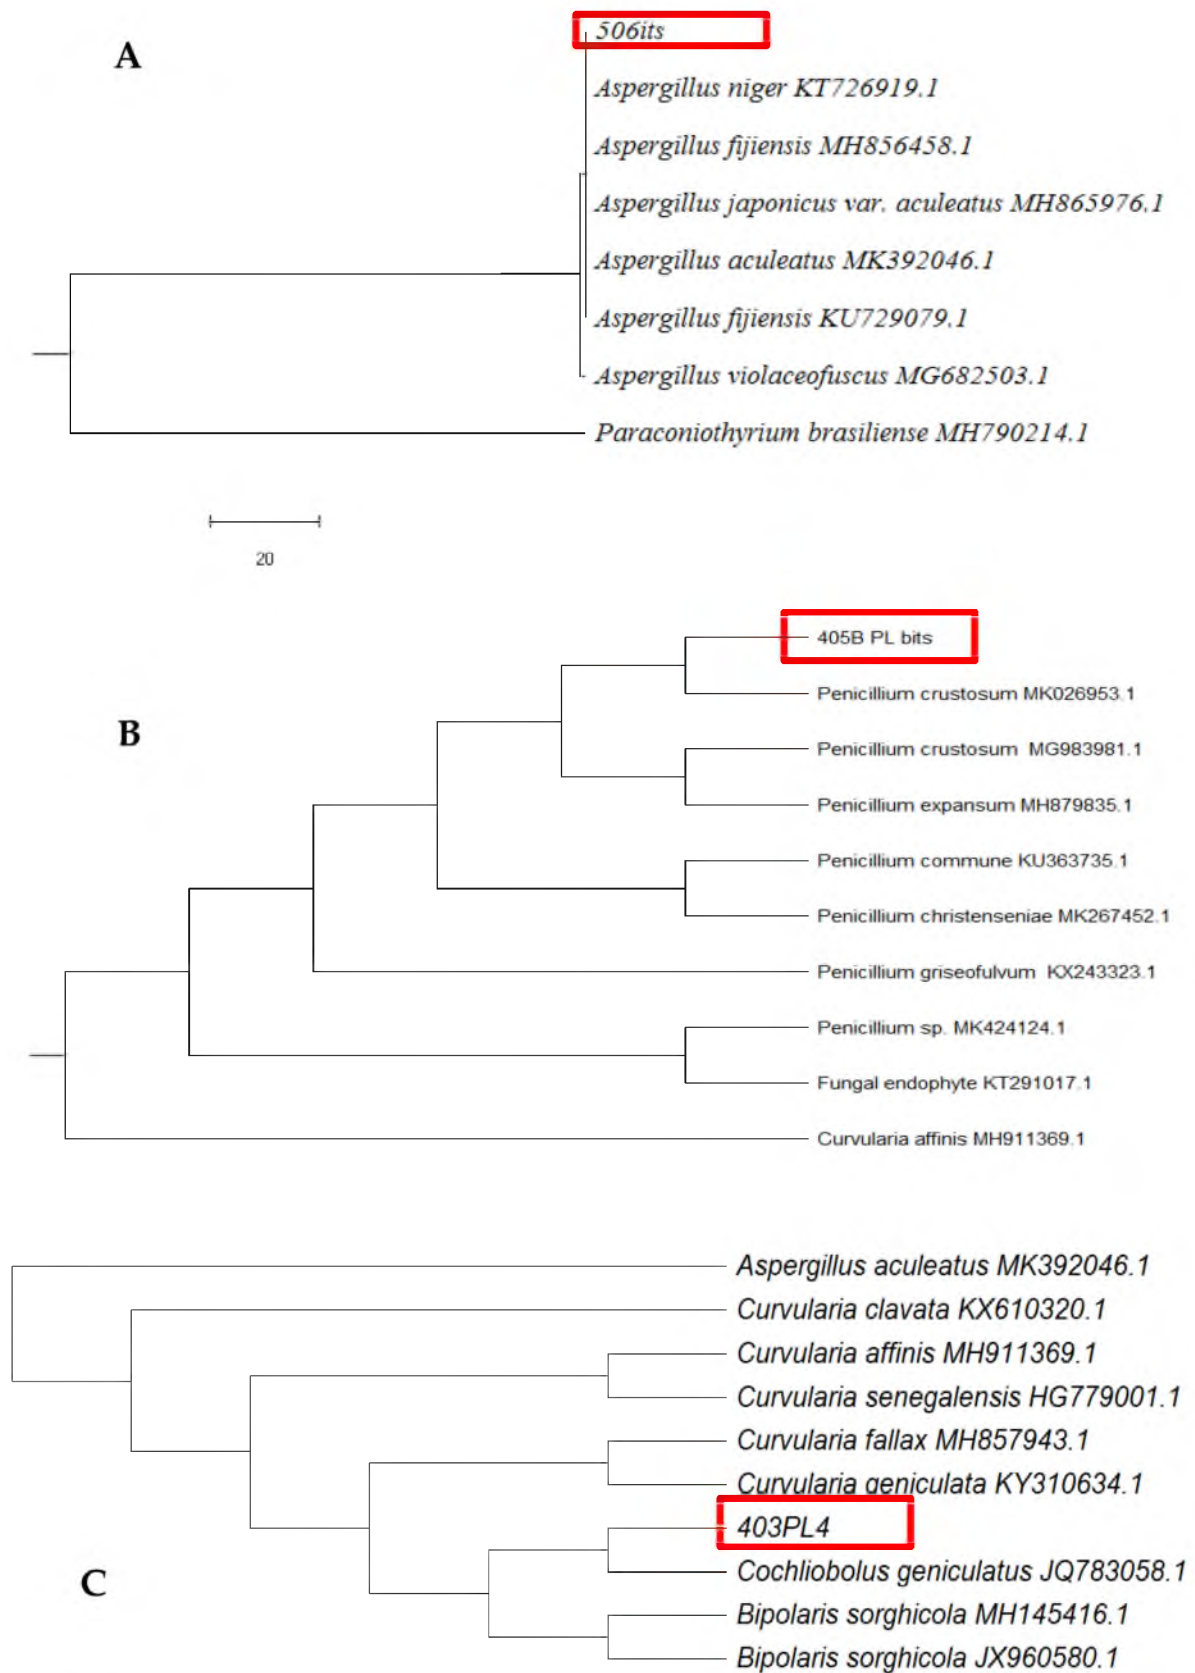 506its
A
Aspergillus niger KT726919.1
Aspergillus fijiensis MH856458.1
Aspergillus japonicus var. aculeatus MH865976.1
Aspergillus aculeatus MK392046.1
Aspergillus fijiensis KU729079.1
Aspergillus violaceofuscus MG682503.1
Paraconiothyrium brasiliense MH790214.1
20
405B PL bits
Penicillium crustosum MK026953.1
B
Penicillium crustosum MG983981.1
Penicillium expansum MH879835.1
Penicillium commune KU363735.1
Penicillium christenseniae MK267452.1
Penicillium griseofulvum KX243323.1
Penicillium sp. MK424124.1
Fungal endophyte KT291017.1
Curvularia affinis MH911369.1
Aspergillus aculeatus MK392046.1
Curvularia clavata KX610320.1
Curvularia affinis MH911369.1
Curvularia senegalensis HG779001.1
Curvularia fallax MH857943.1
Curvularia geniculata KY310634.1
403PL4
Cochliobolus geniculatus JQ783058.1
C
Bipolaris sorghicola MH145416.1
Bipolaris sorghicola JX960580.1